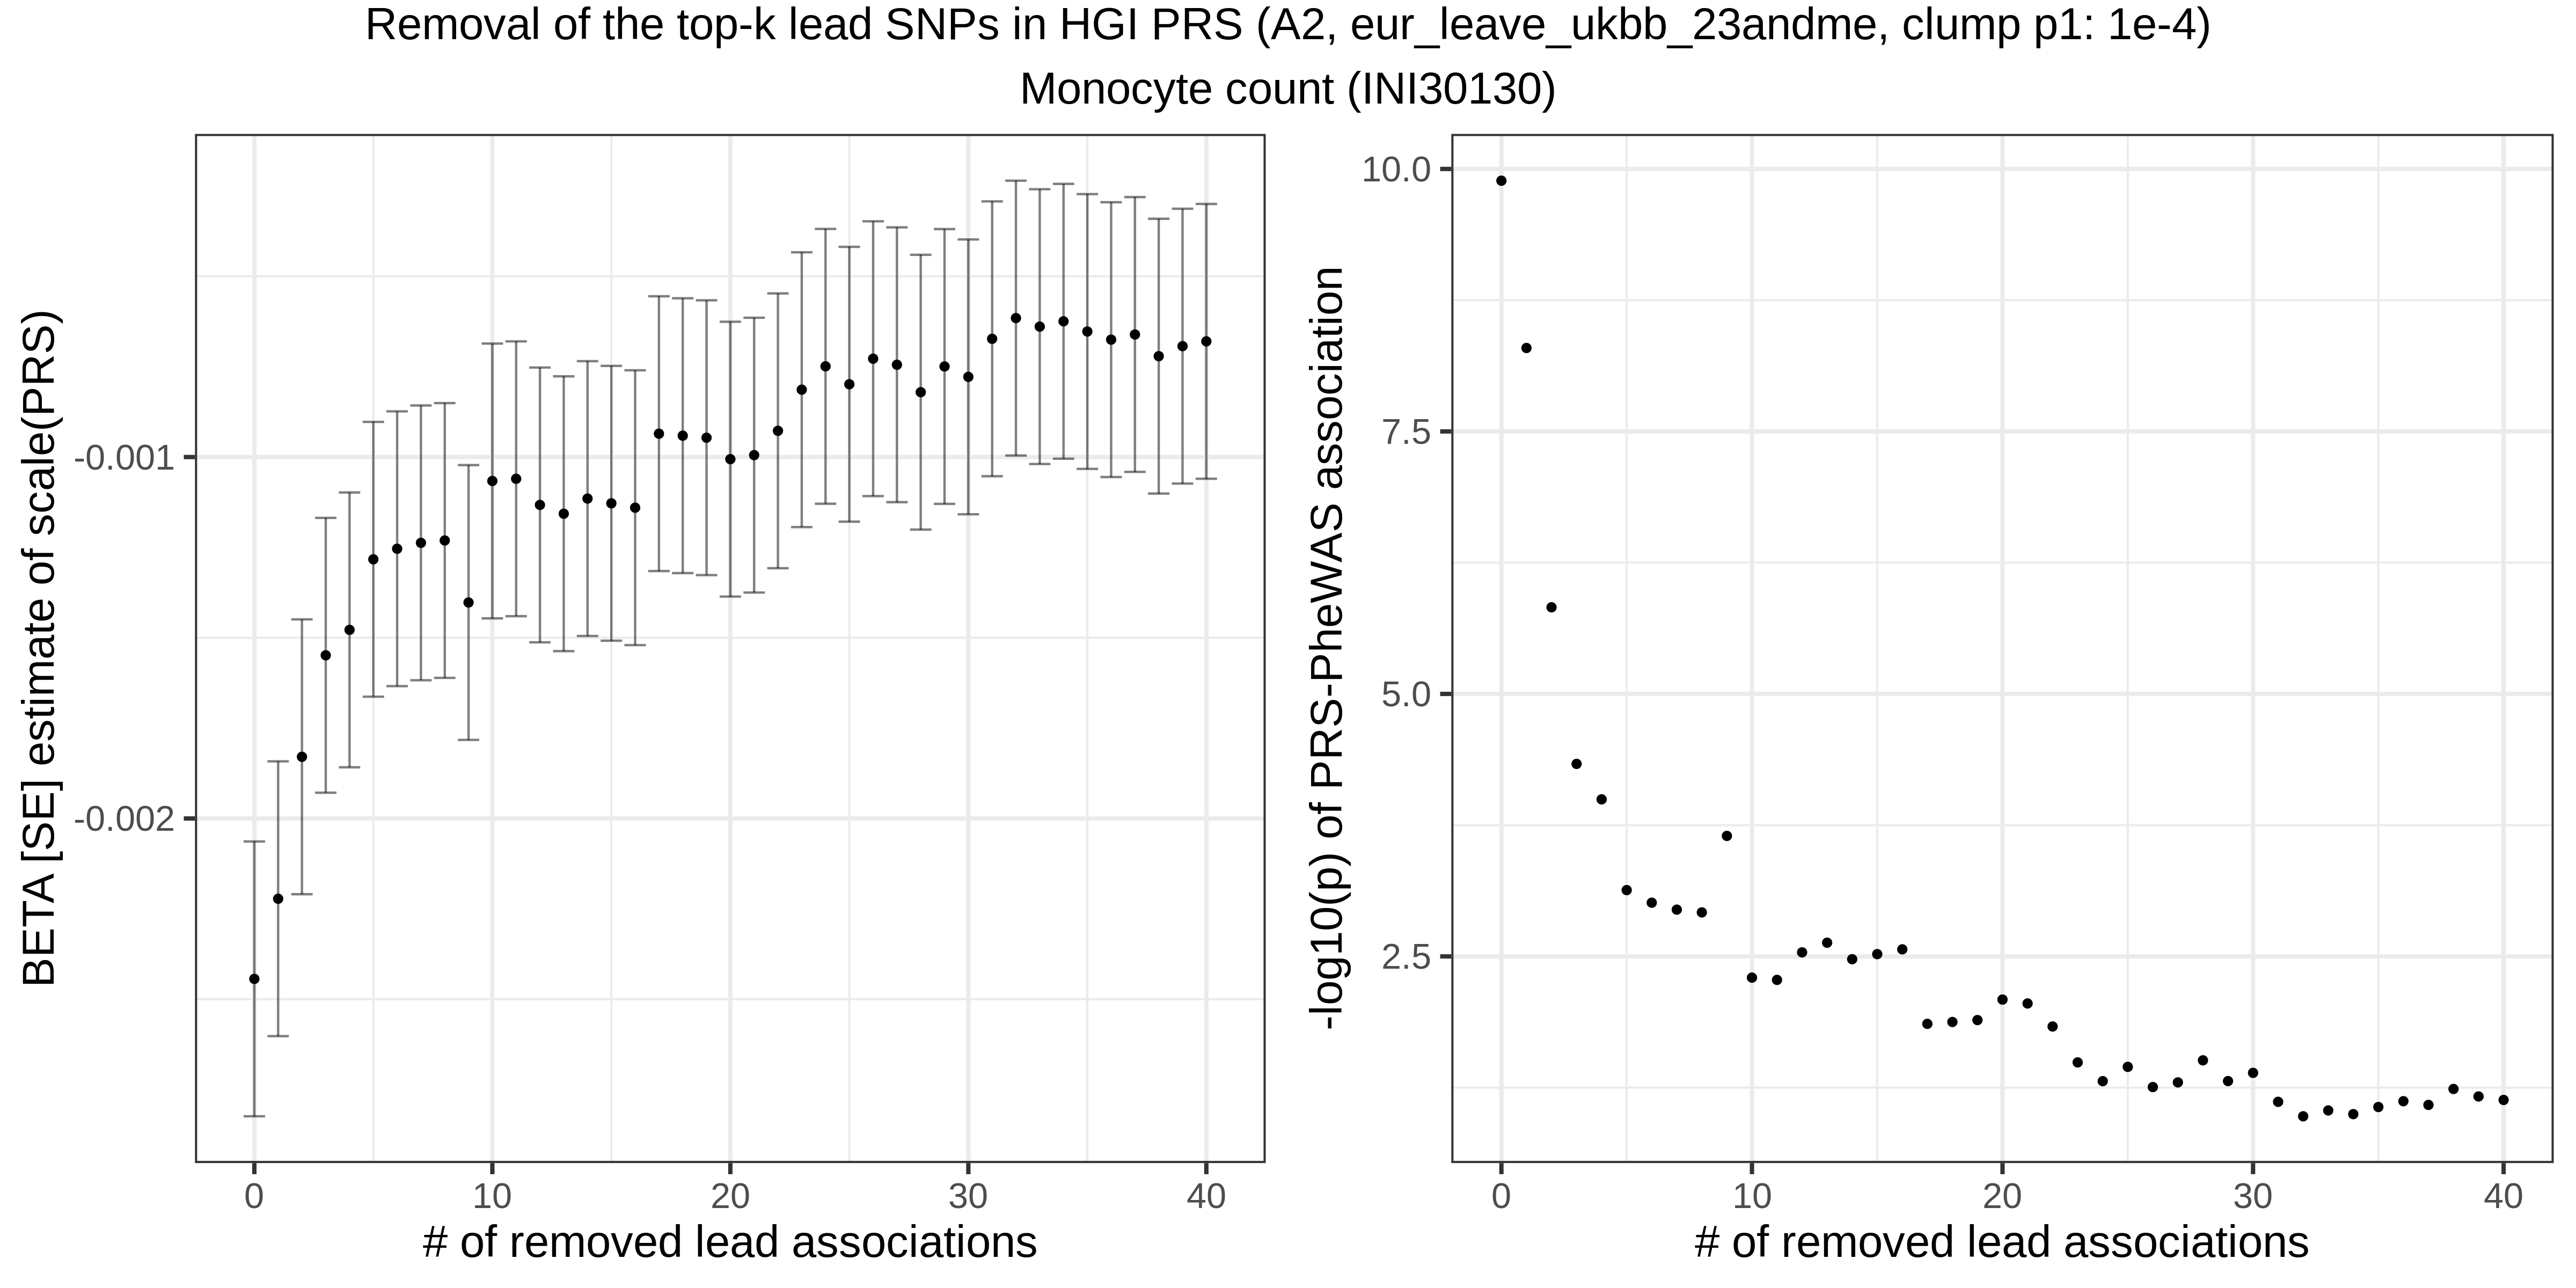 Removal of the top-k lead SNPs in HGI PRS (A2, eur_leave_ukbb_23andme, clump p1: 1e-4)
Monocyte count (INI30130)
BETA [SE] estimate of scale(PRS)
-0.001
-0.002
0 10 20 30 40
# of removed lead associations
-log10(p) of PRS-PheWAS association
10.0
7.5
5.0
2.5
0 10 20 30 40
# of removed lead associations